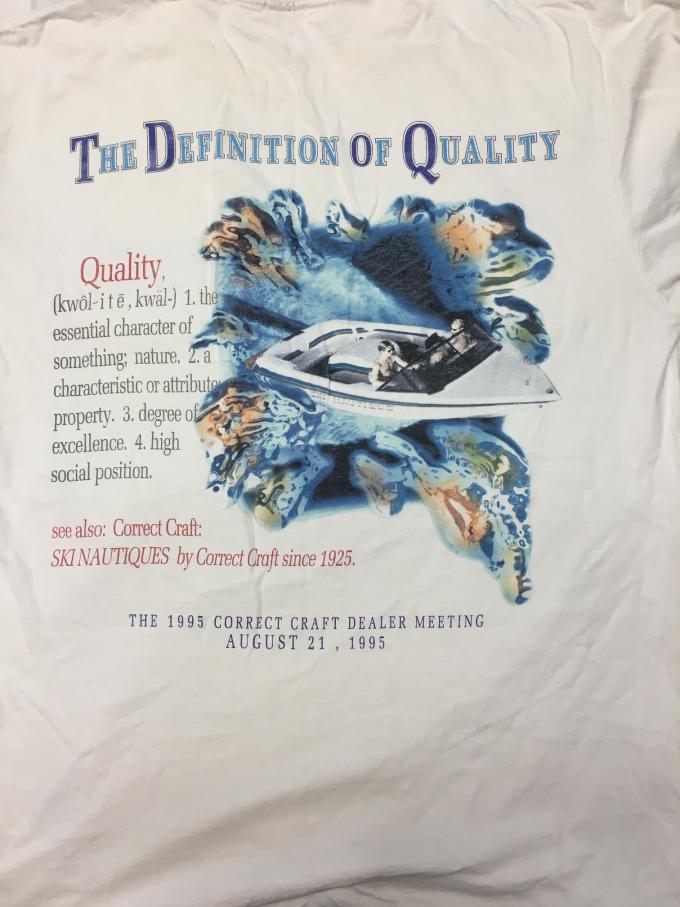 THE DEFINITION OF QUALITY
Quality,
(kwôl-i t ē , kwäl-) 1. the
essential character of
something; nature. 2. a
characteristic or attribute;
property. 3. degree of
excellence. 4. high
social position.
see also: Correct Craft:
SKI NAUTIQUES by Correct Craft since 1925.
THE 1995 CORRECT CRAFT DEALER MEETING
AUGUST 21 , 1995